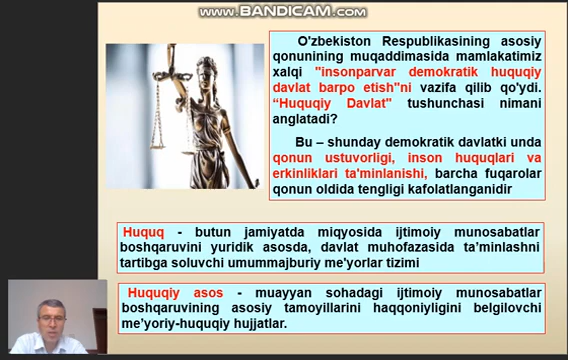 www.BANDICAM.com
O'zbekiston Respublikasining asosiy
qonunining muqaddimasida mamlakatimiz
xalqi "insonparvar demokratik huquqiy
davlat barpo etish"ni vazifa qilib qo'ydi.
"Huquqiy Davlat" tushunchasi nimani
anglatadi?
Bu – shunday demokratik davlatki unda
qonun ustuvorligi, inson huquqlari va
erkinliklari ta'minlanishi, barcha fuqarolar
qonun oldida tengligi kafolatlanganidir
Huquq - butun jamiyatda miqyosida ijtimoiy munosabatlar
boshqaruvini yuridik asosda, davlat muhofazasida ta'minlashni
tartibga soluvchi umummajburiy me'yorlar tizimi
Huquqiy asos - muayyan sohadagi ijtimoiy munosabatlar
boshqaruvining asosiy tamoyillarini haqqoniyligini belgilovchi
me'yoriy-huquqiy hujjatlar.